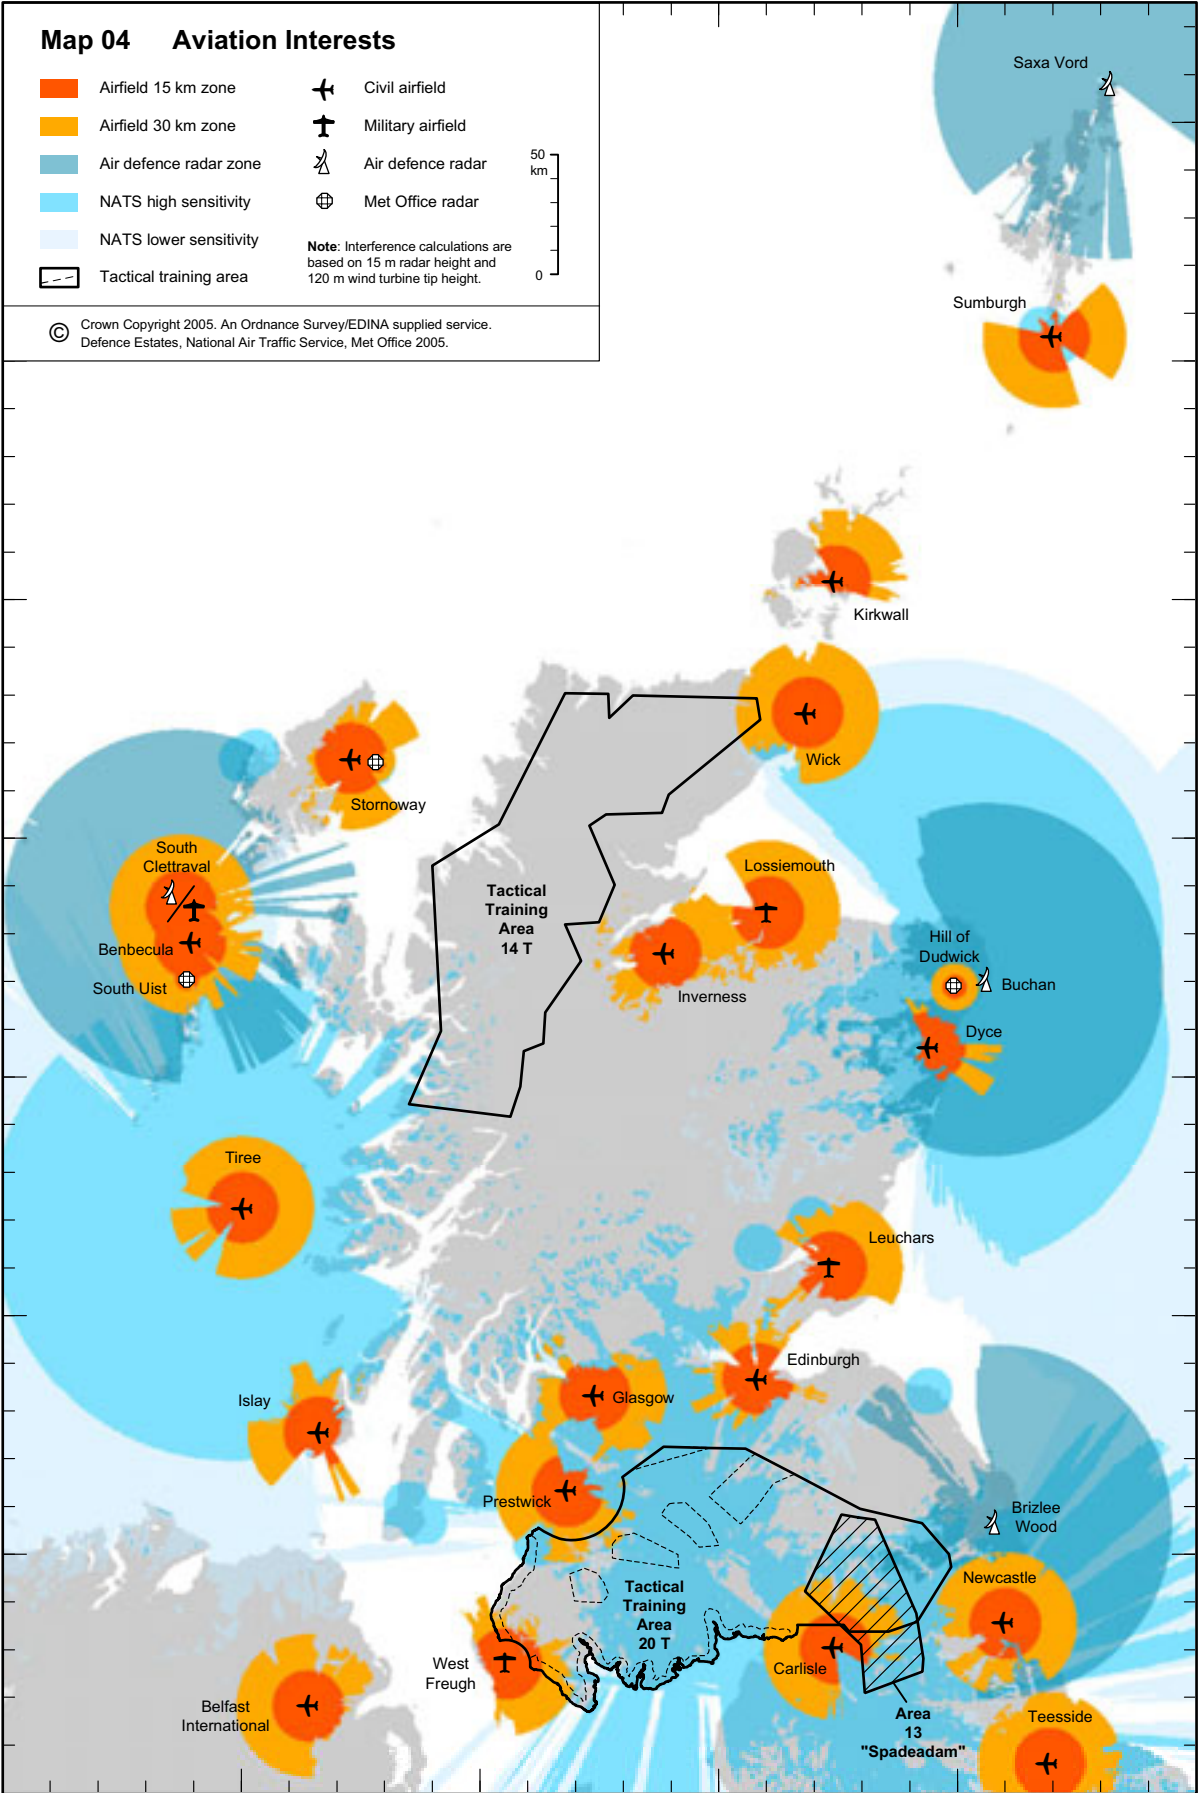 Map 04 Aviation Interests
Airfield 15 km zone
Airfield 30 km zone
Air defence radar zone
NATS high sensitivity
NATS lower sensitivity
Tactical training area
Civil airfield
Military airfield
Air defence radar
Met Office radar
50
km
0
Note: Interference calculations are
based on 15 m radar height and
120 m wind turbine tip height.
© Crown Copyright 2005. An Ordnance Survey/EDINA supplied service.
Defence Estates, National Air Traffic Service, Met Office 2005.
Saxa Vord
Sumburgh
Kirkwall
Wick
Stornoway
South
Clettraval
Benbecula
South Uist
Tactical
Training
Area
14 T
Lossiemouth
Inverness
Hill of
Dudwick
Buchan
Dyce
Tiree
Leuchars
Edinburgh
Islay
Glasgow
Prestwick
Brizlee
Wood
Newcastle
Tactical
Training
Area
20 T
West
Freugh
Carlisle
Belfast
International
Area
13
"Spadeadam"
Teesside